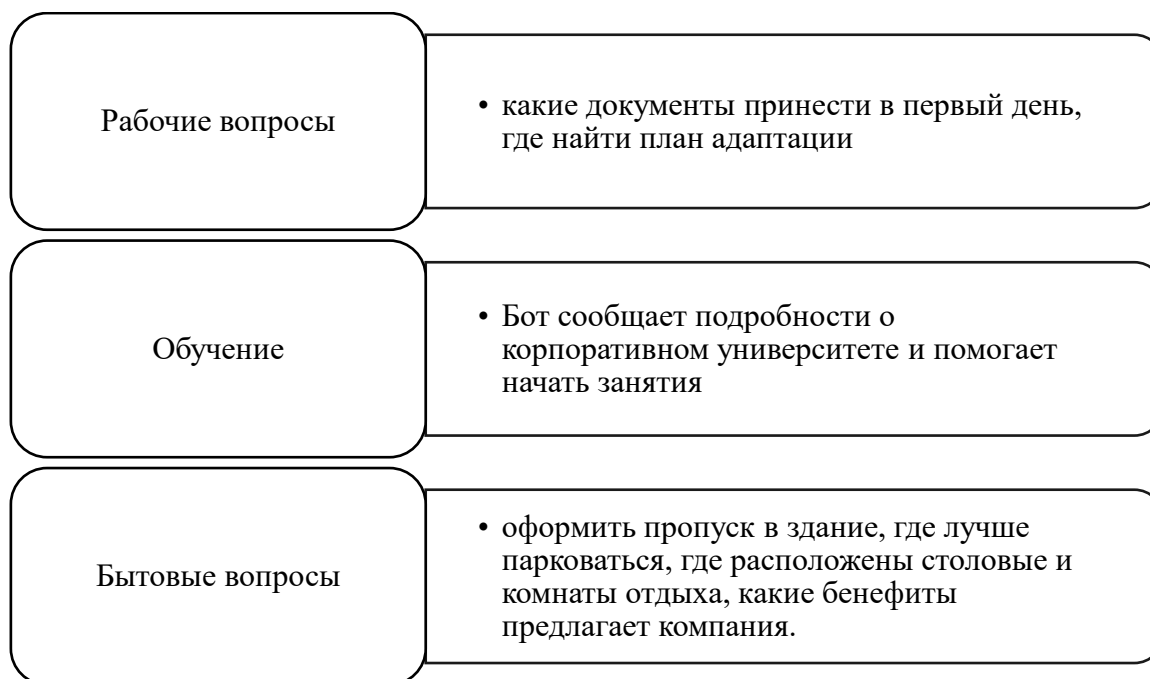 Рабочие вопросы
• какие документы принести в первый день,
где найти план адаптации
Обучение
• Бот сообщает подробности о
корпоративном университете и помогает
начать занятия
Бытовые вопросы
• оформить пропуск в здание, где лучше
парковаться, где расположены столовые и
комнаты отдыха, какие бенефиты
предлагает компания.